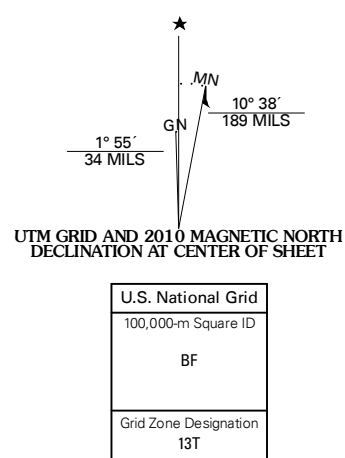 ★
MN
GN
10° 38´
189 MILS
1° 55´
34 MILS
UTM GRID AND 2010 MAGNETIC NORTH
DECLINATION AT CENTER OF SHEET
U.S. National Grid
100,000-m Square ID
BF
Grid Zone Designation
13T